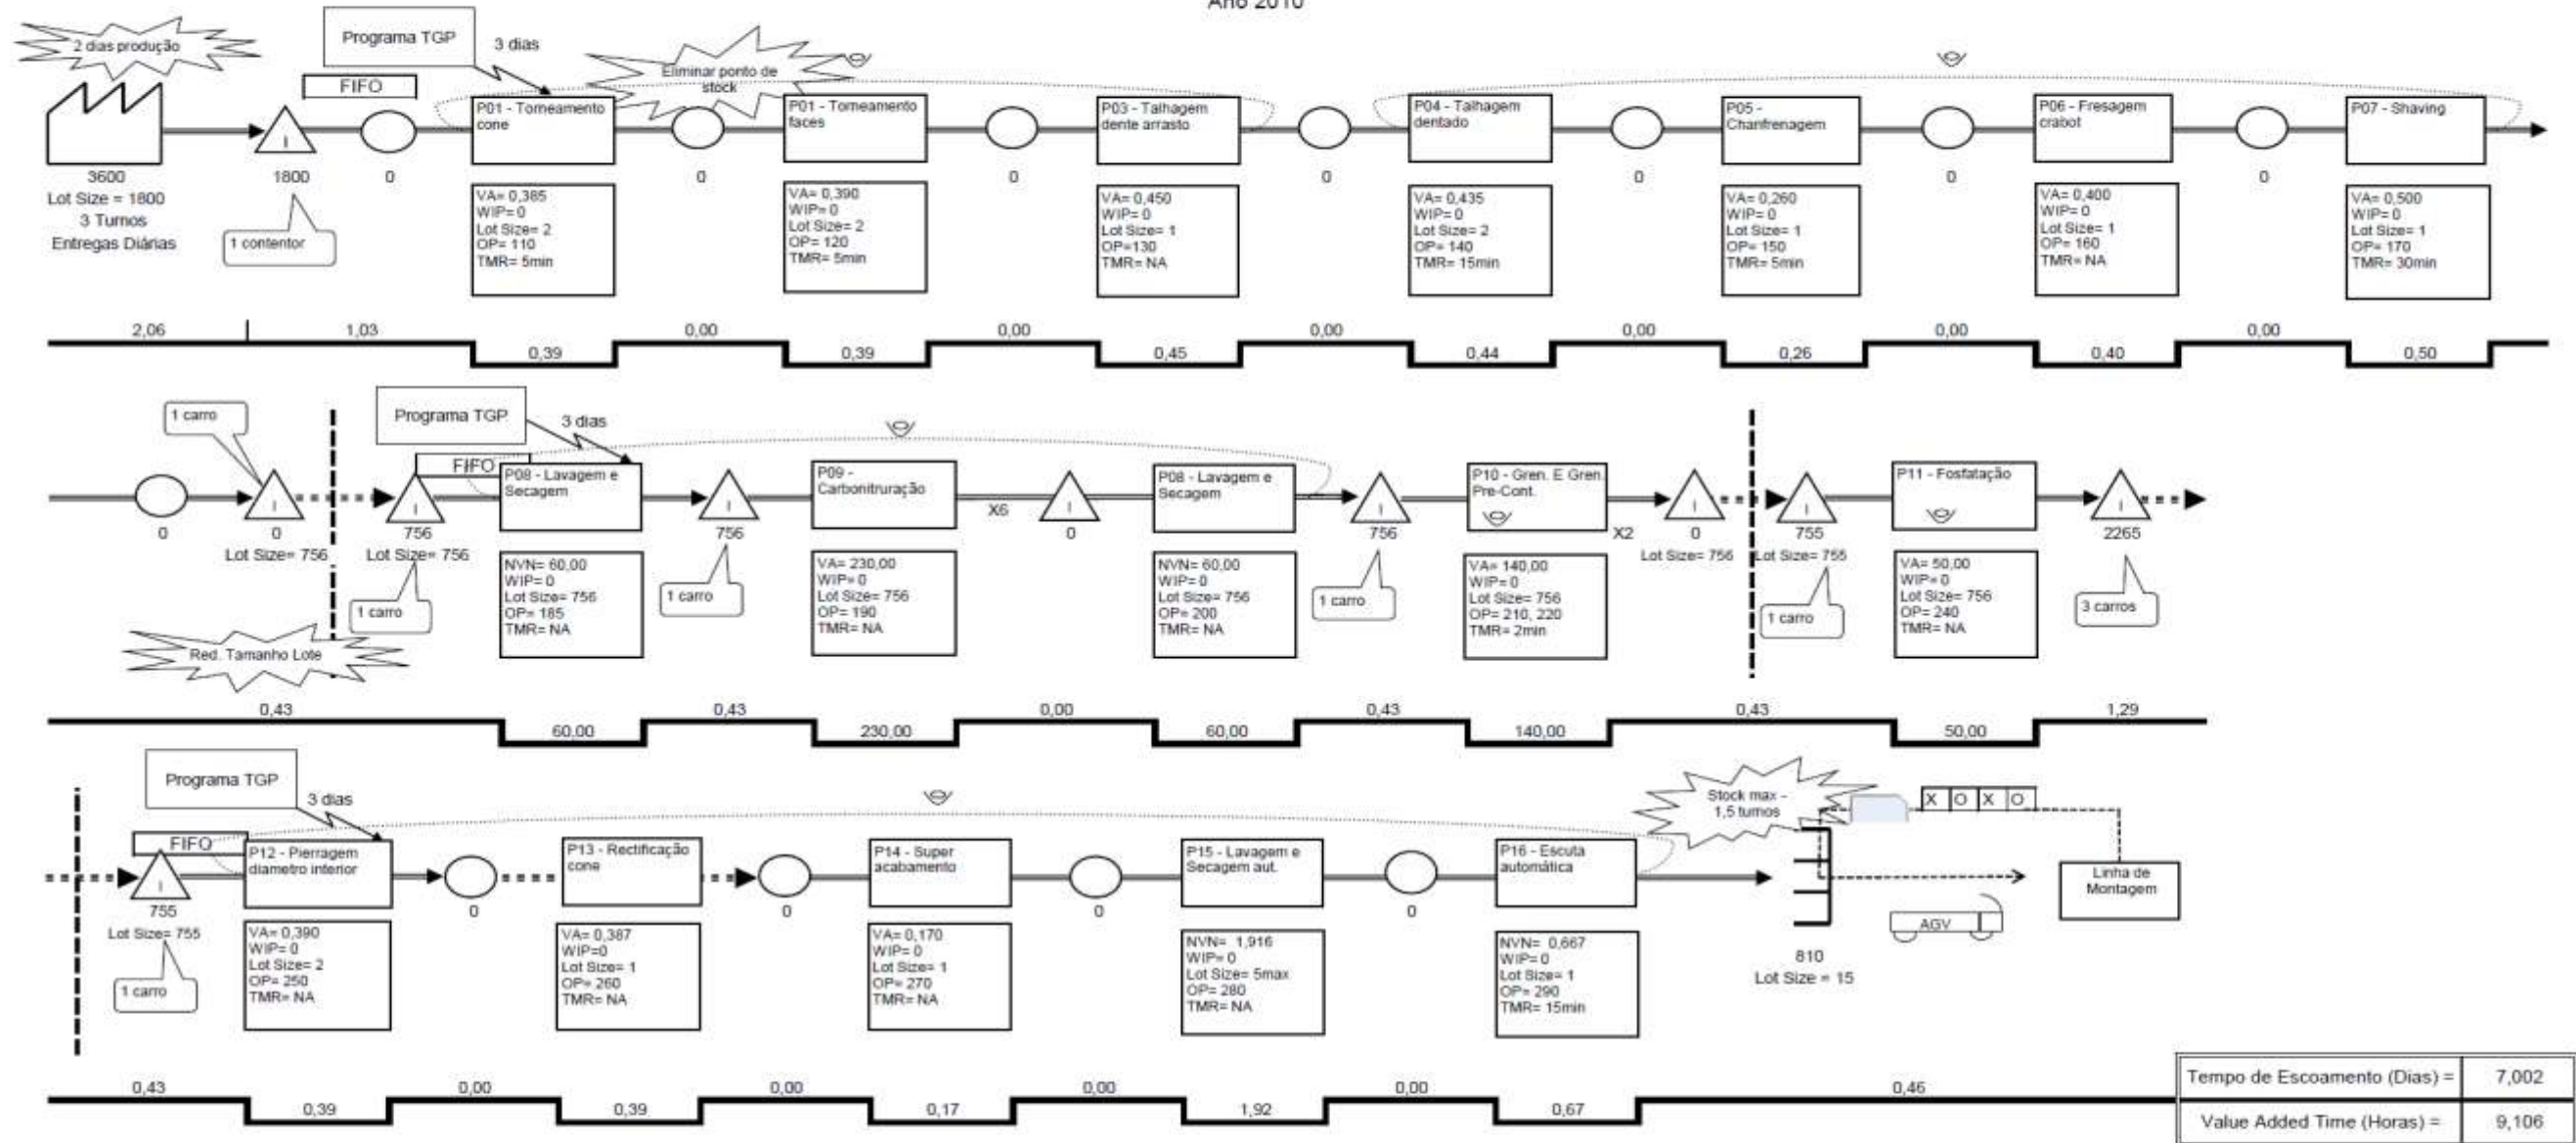 Ano 2010
2 dias produção
Programa TGP
3 dias
FIFO
Eliminar ponto de
stock
P01 - Torneamento
cone
P01 - Torneamento
faces
P03 - Talhagem
dente arrasto
P04 - Talhagem
dentado
P05 -
Chanfrenagem
P06 - Fresagem
crabot
P07 - Shaving
I
3600
1800
0
0
0
0
0
0
0
Lot Size = 1800
3 Turnos
Entregas Diárias
1 contentor
VA= 0,385
WIP= 0
Lot Size= 2
OP= 110
TMR= 5min
VA= 0,390
WIP= 0
Lot Size= 2
OP= 120
TMR= 5min
VA= 0,450
WIP= 0
Lot Size= 1
OP=130
TMR= NA
VA= 0,435
WIP= 0
Lot Size= 2
OP= 140
TMR= 15min
VA= 0,260
WIP= 0
Lot Size= 1
OP= 150
TMR= 5min
VA= 0,400
WIP= 0
Lot Size= 1
OP= 160
TMR= NA
VA= 0,500
WIP= 0
Lot Size= 1
OP= 170
TMR= 30min
2,06
1,03
0,00
0,00
0,00
0,00
0,00
0,00
0,39
0,39
0,45
0,44
0,26
0,40
0,50
1 carro
Programa TGP
3 dias
FIFO
P08 - Lavagem e
Secagem
P09 -
Carbonitruração
P08 - Lavagem e
Secagem
P10 - Gren. E Gren.
Pre-Cont.
P11 - Fosfatação
I
I
I
I
I
I
I
I
X6
X2
0
0
756
756
0
756
0
755
2265
Lot Size= 756
Lot Size= 756
Lot Size= 756
Lot Size= 755
1 carro
1 carro
1 carro
1 carro
3 carros
Red. Tamanho Lote
NVN= 60,00
WIP= 0
Lot Size= 756
OP= 185
TMR= NA
VA= 230,00
WIP= 0
Lot Size= 756
OP= 190
TMR= NA
NVN= 60,00
WIP= 0
Lot Size= 756
OP= 200
TMR= NA
VA= 140,00
WIP= 0
Lot Size= 756
OP= 210, 220
TMR= 2min
VA= 50,00
WIP= 0
Lot Size= 756
OP= 240
TMR= NA
0,43
0,43
0,00
0,43
0,43
1,29
60,00
230,00
60,00
140,00
50,00
Programa TGP
3 dias
FIFO
P12 - Pierragem
diametro interior
P13 - Rectificação
cone
P14 - Super
acabamento
P15 - Lavagem e
Secagem aut.
P16 - Escuta
automática
Stock max -
1,5 turnos
X O X O
Linha de
Montagem
AGV
I
755
0
0
0
0
Lot Size= 755
1 carro
810
Lot Size = 15
VA= 0,390
WIP= 0
Lot Size= 2
OP= 250
TMR= NA
VA= 0,387
WIP=0
Lot Size= 1
OP= 260
TMR= NA
VA= 0,170
WIP= 0
Lot Size= 1
OP= 270
TMR= NA
NVN= 1,916
WIP= 0
Lot Size= 5max
OP= 280
TMR= NA
NVN= 0,667
WIP= 0
Lot Size= 1
OP= 290
TMR= 15min
0,43
0,00
0,00
0,00
0,00
0,46
0,39
0,39
0,17
1,92
0,67
Tempo de Escoamento (Dias) = 7,002
Value Added Time (Horas) = 9,106